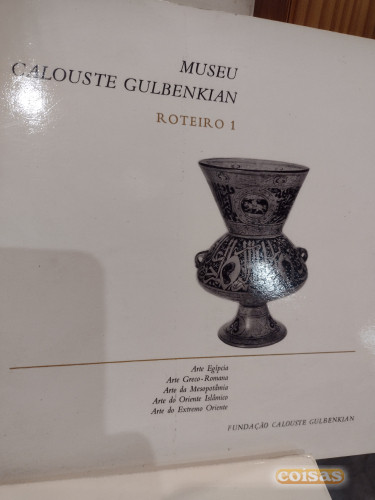 MUSEU
CALOUSTE GULBENKIAN
ROTEIRO 1
Arte Egípcia
Arte Greco-Romana
Arte da Mesopotâmia
Arte do Oriente Islâmico
Arte do Extremo Oriente
FUNDAÇÃO CALOUSTE GULBENKIAN
coisas